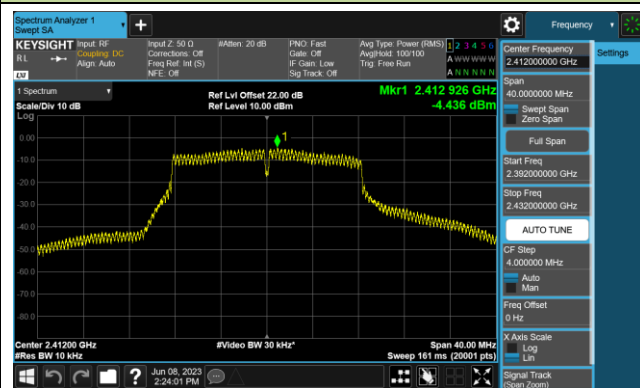 Spectrum Analyzer 1
Swept SA
Frequency
KEYSIGHT
RL
Input: RF
Coupling: DC
Align: Auto
Input Z: 50 Ω
Corrections: Off
Freq Ref: Int (S)
NFE: Off
#Atten: 20 dB
PNO: Fast
Gate: Off
IF Gain: Low
Sig Track: Off
Avg Type: Power (RMS)
Avg|Hold: 100/100
Trig: Free Run
1 2 3 4 5 6
A W W W W W
A N N N N N
1 Spectrum
Scale/Div 10 dB
Ref Lvl Offset 22.00 dB
Ref Level 10.00 dBm
Mkr1 2.412 926 GHz
-4.436 dBm
Log
1
0.00
-10.0
-20.0
-30.0
-40.0
-50.0
-60.0
-70.0
-80.0
Center 2.41200 GHz
#Res BW 10 kHz
#Video BW 30 kHz*
Span 40.00 MHz
Sweep 161 ms (20001 pts)
Jun 08, 2023
2:24:01 PM
Center Frequency
2.412000000 GHz
Settings
Span
40.0000000 MHz
Swept Span
Zero Span
Full Span
Start Freq
2.392000000 GHz
Stop Freq
2.432000000 GHz
AUTO TUNE
CF Step
4.000000 MHz
Auto
Man
Freq Offset
0 Hz
X Axis Scale
Log
Lin
Signal Track
(Span Zoom)